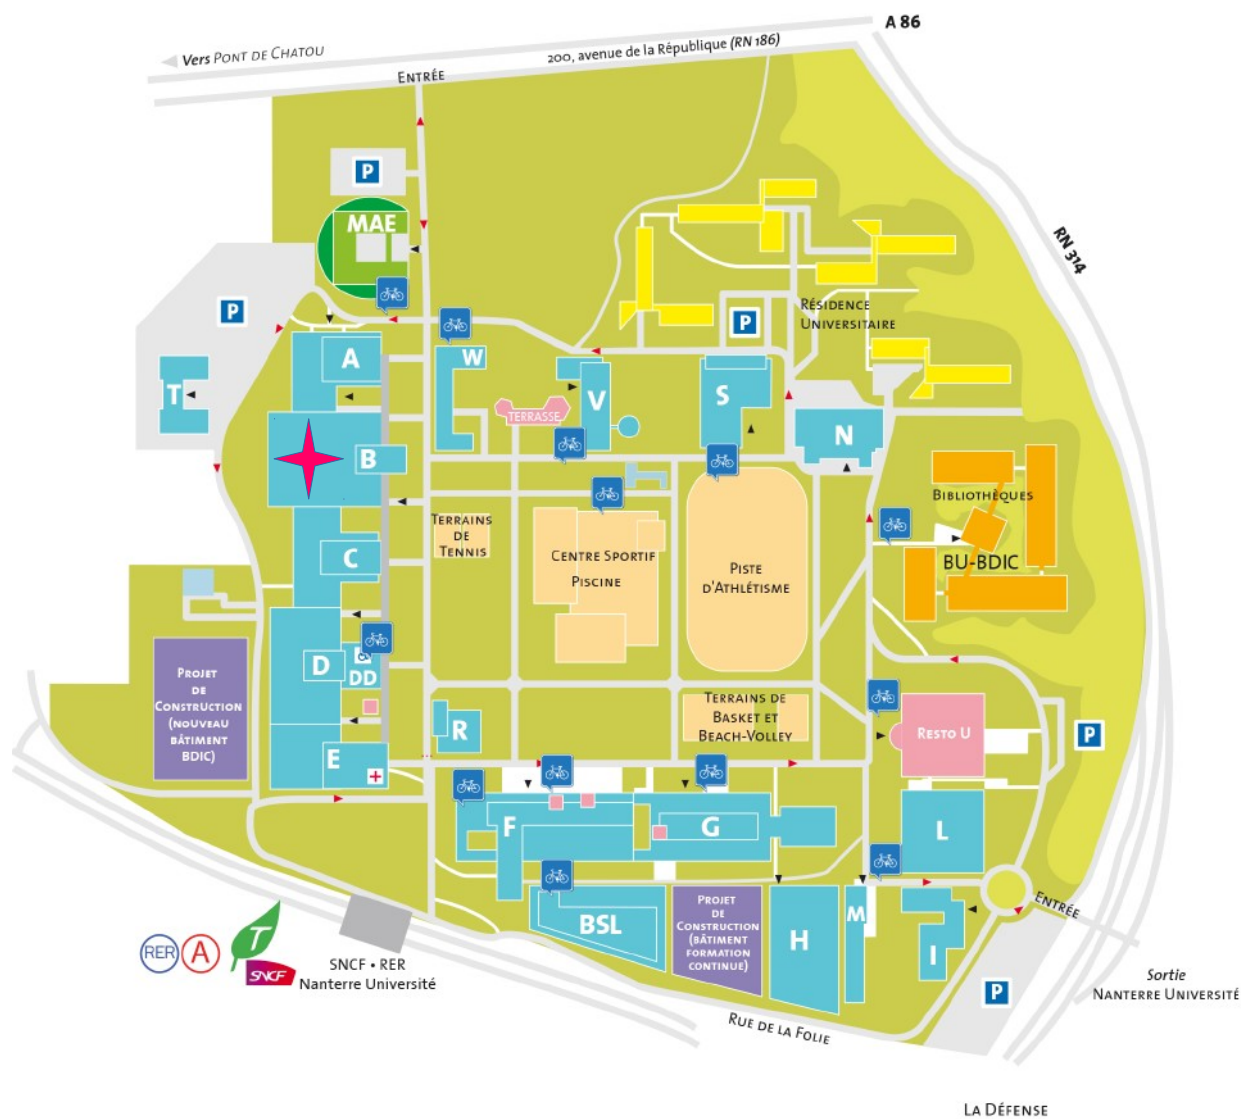 A 86
Vers PONT DE CHATOU
200, avenue de la République (RN 186)
ENTRÉE
P
MAE
RN 314
P
P
RÉSIDENCE
UNIVERSITAIRE
A
W
T
V
S
TERRASSE
N
B
BIBLIOTHÈQUES
TERRAINS
DE
TENNIS
CENTRE SPORTIF
PISCINE
PISTE
D'ATHLÉTISME
BU-BDIC
C
D
DD
PROJET
DE
CONSTRUCTION
(NOUVEAU
BÂTIMENT
BDIC)
TERRAINS DE
BASKET ET
BEACH-VOLLEY
R
RESTO U
P
E
F
G
L
BSL
PROJET
DE
CONSTRUCTION
(BÂTIMENT
FORMATION
CONTINUE)
H
M
I
ENTRÉE
RER
A
T
SNCF
SNCF • RER
Nanterre Université
P
Sortie
NANTERRE UNIVERSITÉ
RUE DE LA FOLIE
LA DÉFENSE